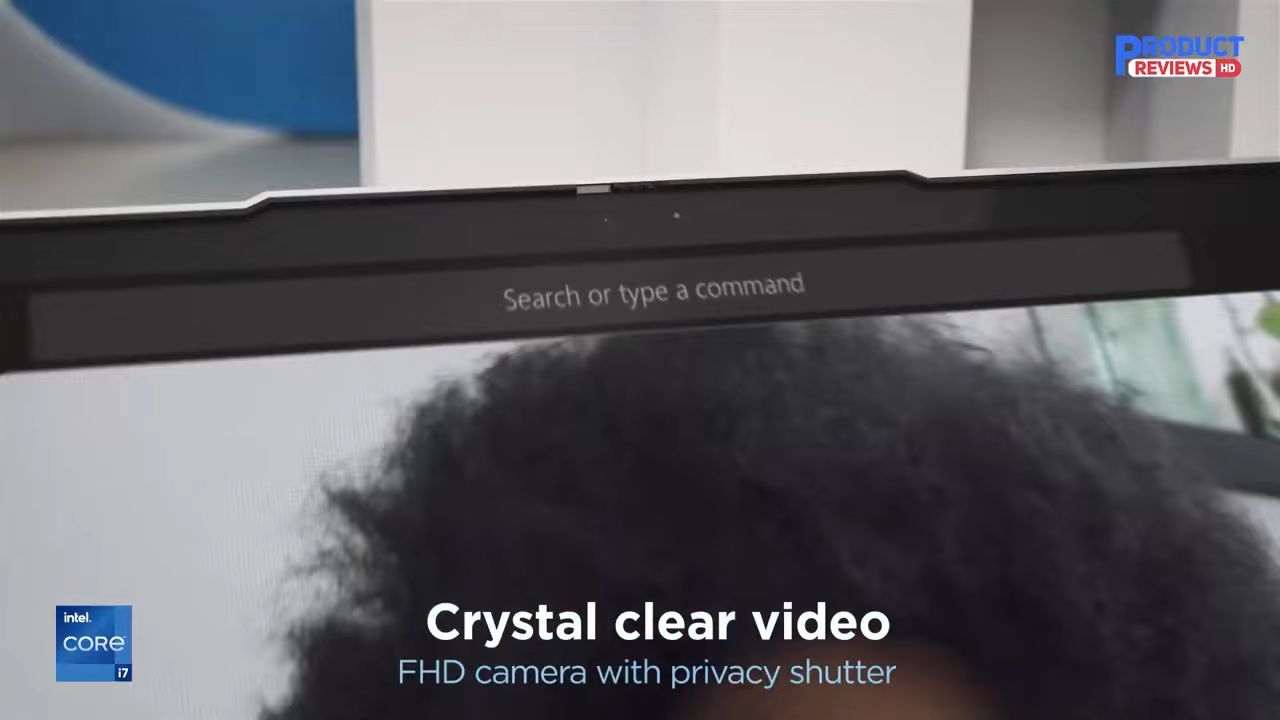 PRODUCT
REVIEWS HD
Search or type a command
Crystal clear video
FHD camera with privacy shutter
intel.
CORE
i7